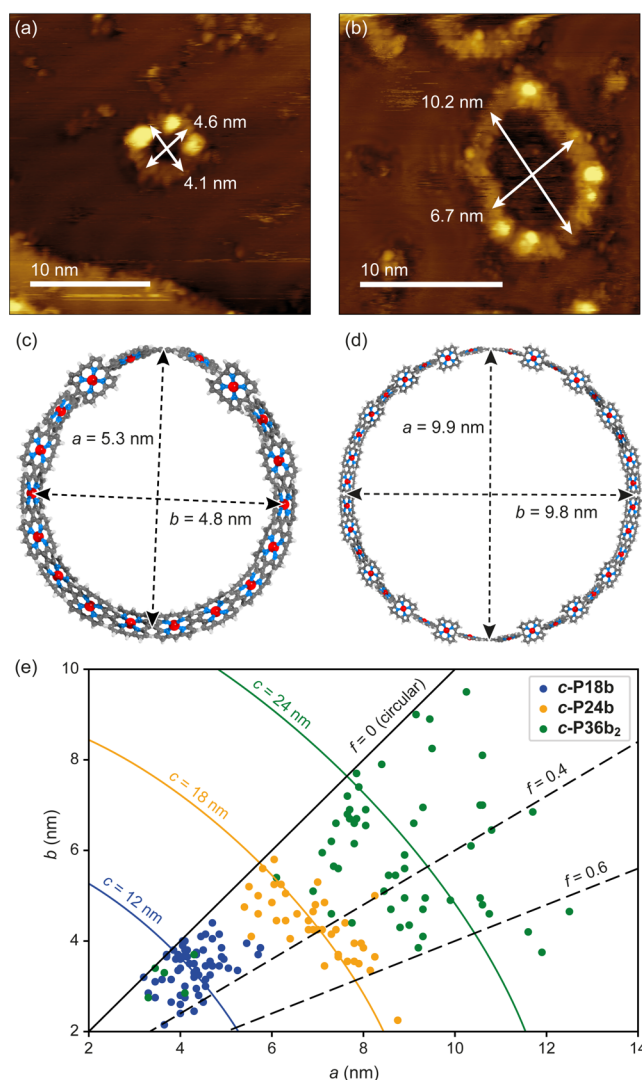 (a)
4.6 nm
4.1 nm
10 nm
(b)
10.2 nm
6.7 nm
10 nm
(c)
a = 5.3 nm
b = 4.8 nm
(d)
a = 9.9 nm
b = 9.8 nm
(e)
10
8
6
4
2
b (nm)
c = 24 nm
c = 18 nm
c = 12 nm
f = 0 (circular)
f = 0.4
f = 0.6
c-P18b
c-P24b
c-P36b₂
2
4
6
8
10
12
14
a (nm)